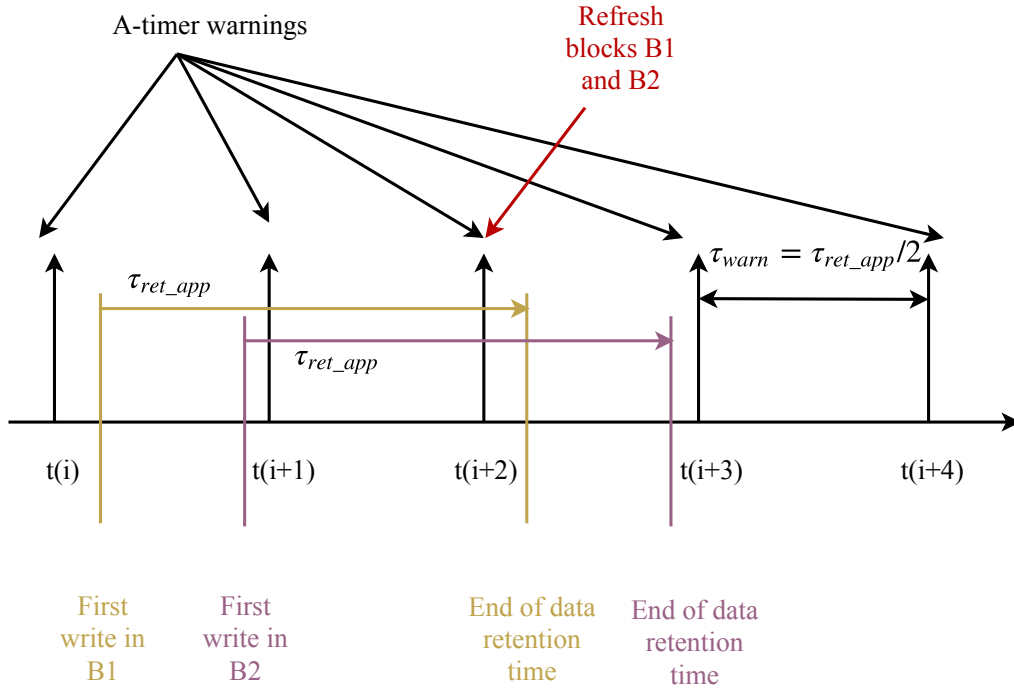 A-timer warnings
Refresh
blocks B1
and B2
τwarn = τret_app/2
τret_app
τret_app
t(i)
t(i+1)
t(i+2)
t(i+3)
t(i+4)
First
write in
B1
First
write in
B2
End of data
retention
time
End of data
retention
time